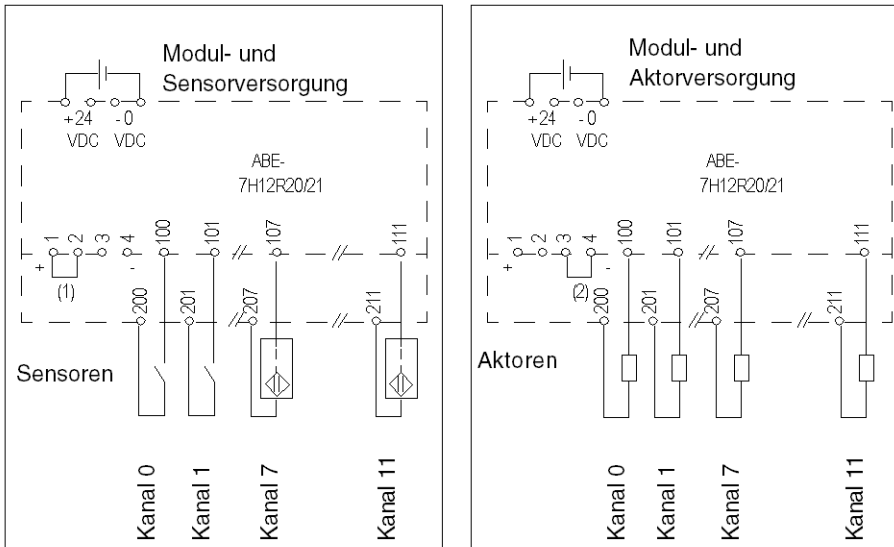 Modul- und
Sensorversorgung
+24 - 0
VDC VDC
ABE-
7H12R20/21
1 2 3 4 100 101 107 111
+ -
(1)
200 201 207 211
Sensoren
Kanal 0
Kanal 1
Kanal 7
Kanal 11
Modul- und
Aktorversorgung
+24 - 0
VDC VDC
ABE-
7H12R20/21
1 2 3 4 100 101 107 111
+ -
(2)
200 201 207 211
Aktoren
Kanal 0
Kanal 1
Kanal 7
Kanal 11